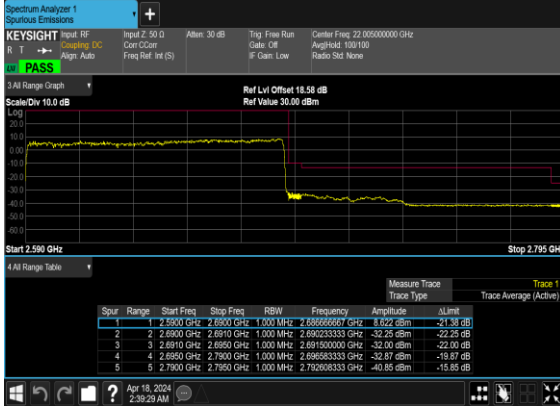 Spectrum Analyzer 1
Spurious Emissions
+
KEYSIGHT Input: RF Input Z: 50 Ω Atten: 30 dB Trig: Free Run Center Freq: 22.005000000 GHz
R T Coupling: DC Corr CCorr Gate: Off Avg|Hold: 100/100
Align: Auto Freq Ref: Int (S) IF Gain: Low Radio Std: None
LXI PASS
3 All Range Graph
Ref Lvl Offset 18.58 dB
Scale/Div 10.0 dB Ref Value 30.00 dBm
Log
20.0
10.0
0.00
-10.0
-20.0
-30.0
-40.0
-50.0
-60.0
Start 2.590 GHz Stop 2.795 GH
4 All Range Table
Measure Trace Trace 1
Trace Type Trace Average (Active)
Spur Range Start Freq Stop Freq RBW Frequency Amplitude ΔLimit
1 1 2.5900 GHz 2.6900 GHz 1.000 MHz 2.686666667 GHz 8.622 dBm -21.38 dB
2 2 2.6900 GHz 2.6910 GHz 1.000 MHz 2.690233333 GHz -32.25 dBm -22.25 dB
3 3 2.6910 GHz 2.6950 GHz 1.000 MHz 2.691500000 GHz -32.00 dBm -22.00 dB
4 4 2.6950 GHz 2.7900 GHz 1.000 MHz 2.696583333 GHz -32.87 dBm -19.87 dB
5 5 2.7900 GHz 2.7950 GHz 1.000 MHz 2.792608333 GHz -40.85 dBm -15.85 dB
? Apr 18, 2024
2:39:29 AM